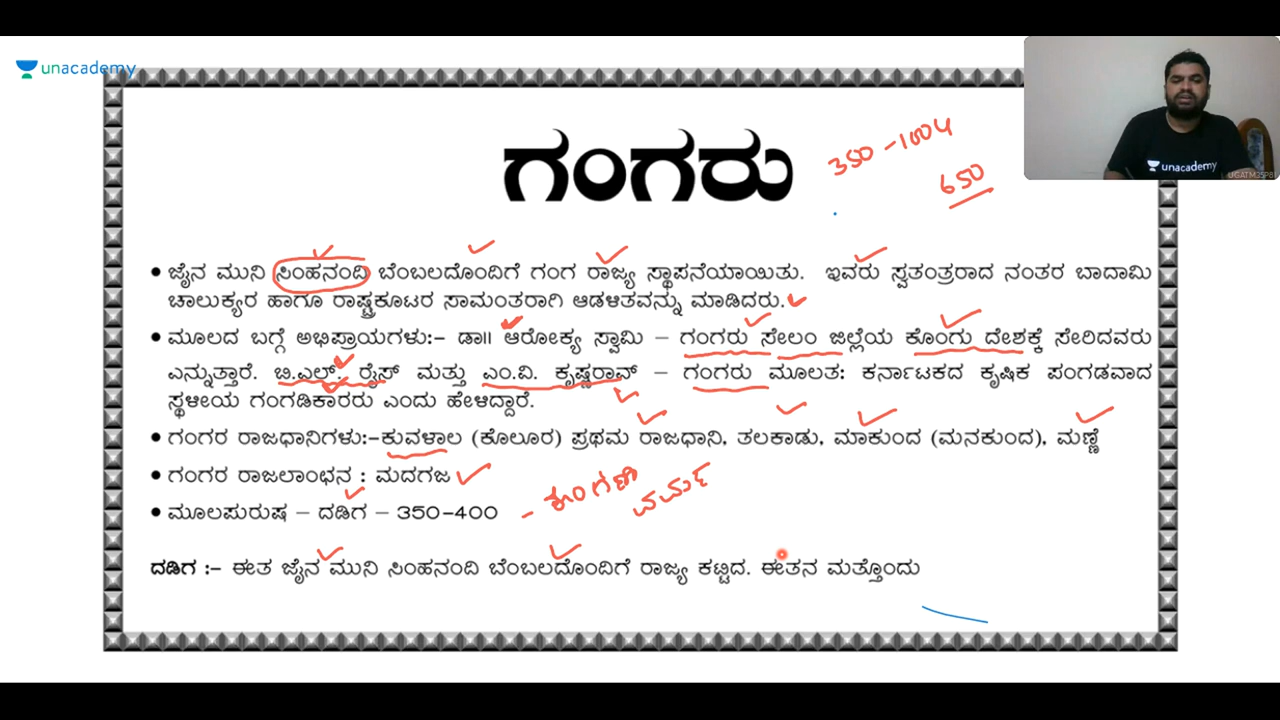 unacademy
ಗಂಗರು
350 - 1004
650
unacademy
UGATM3SP8I
• ಜೈನ ಮುನಿ ಸಿಂಹನಂದಿ ಬೆಂಬಲದೊಂದಿಗೆ ಗಂಗ ರಾಜ್ಯ ಸ್ಥಾಪನೆಯಾಯಿತು. ಇವರು ಸ್ವತಂತ್ರರಾದ ನಂತರ ಬಾದಾಮಿ
ಚಾಲುಕ್ಯರ ಹಾಗೂ ರಾಷ್ಟ್ರಕೂಟರ ಸಾಮಂತರಾಗಿ ಆಡಳಿತವನ್ನು ಮಾಡಿದರು.
• ಮೂಲದ ಬಗ್ಗೆ ಅಭಿಪ್ರಾಯಗಳು:- ಡಾ॥ ಆರೋಕ್ಯ ಸ್ವಾಮಿ – ಗಂಗರು ಸೇಲಂ ಜಿಲ್ಲೆಯ ಕೊಂಗು ದೇಶಕ್ಕೆ ಸೇರಿದವರು
ಎನ್ನುತ್ತಾರೆ. ಬಿ.ಎಲ್. ರೈಸ್ ಮತ್ತು ಎಂ.ವಿ. ಕೃಷ್ಣರಾವ್ – ಗಂಗರು ಮೂಲತ: ಕರ್ನಾಟಕದ ಕೃಷಿಕ ಪಂಗಡವಾದ
ಸ್ಥಳೀಯ ಗಂಗಡಿಕಾರರು ಎಂದು ಹೇಳಿದ್ದಾರೆ.
• ಗಂಗರ ರಾಜಧಾನಿಗಳು:-ಕುವಳಾಲ (ಕೊಲೂರ) ಪ್ರಥಮ ರಾಜಧಾನಿ, ತಲಕಾಡು, ಮಾಕುಂದ (ಮನಕುಂದ), ಮಣ್ಣೆ
• ಗಂಗರ ರಾಜಲಾಂಛನ : ಮದಗಜ
• ಮೂಲಪುರುಷ – ದಡಿಗ – 350-400
- ಕೊಂಗಣಿ
ವರ್ಮ
ದಡಿಗ :- ಈತ ಜೈನ ಮುನಿ ಸಿಂಹನಂದಿ ಬೆಂಬಲದೊಂದಿಗೆ ರಾಜ್ಯ ಕಟ್ಟಿದ. ಈತನ ಮತ್ತೊಂದು